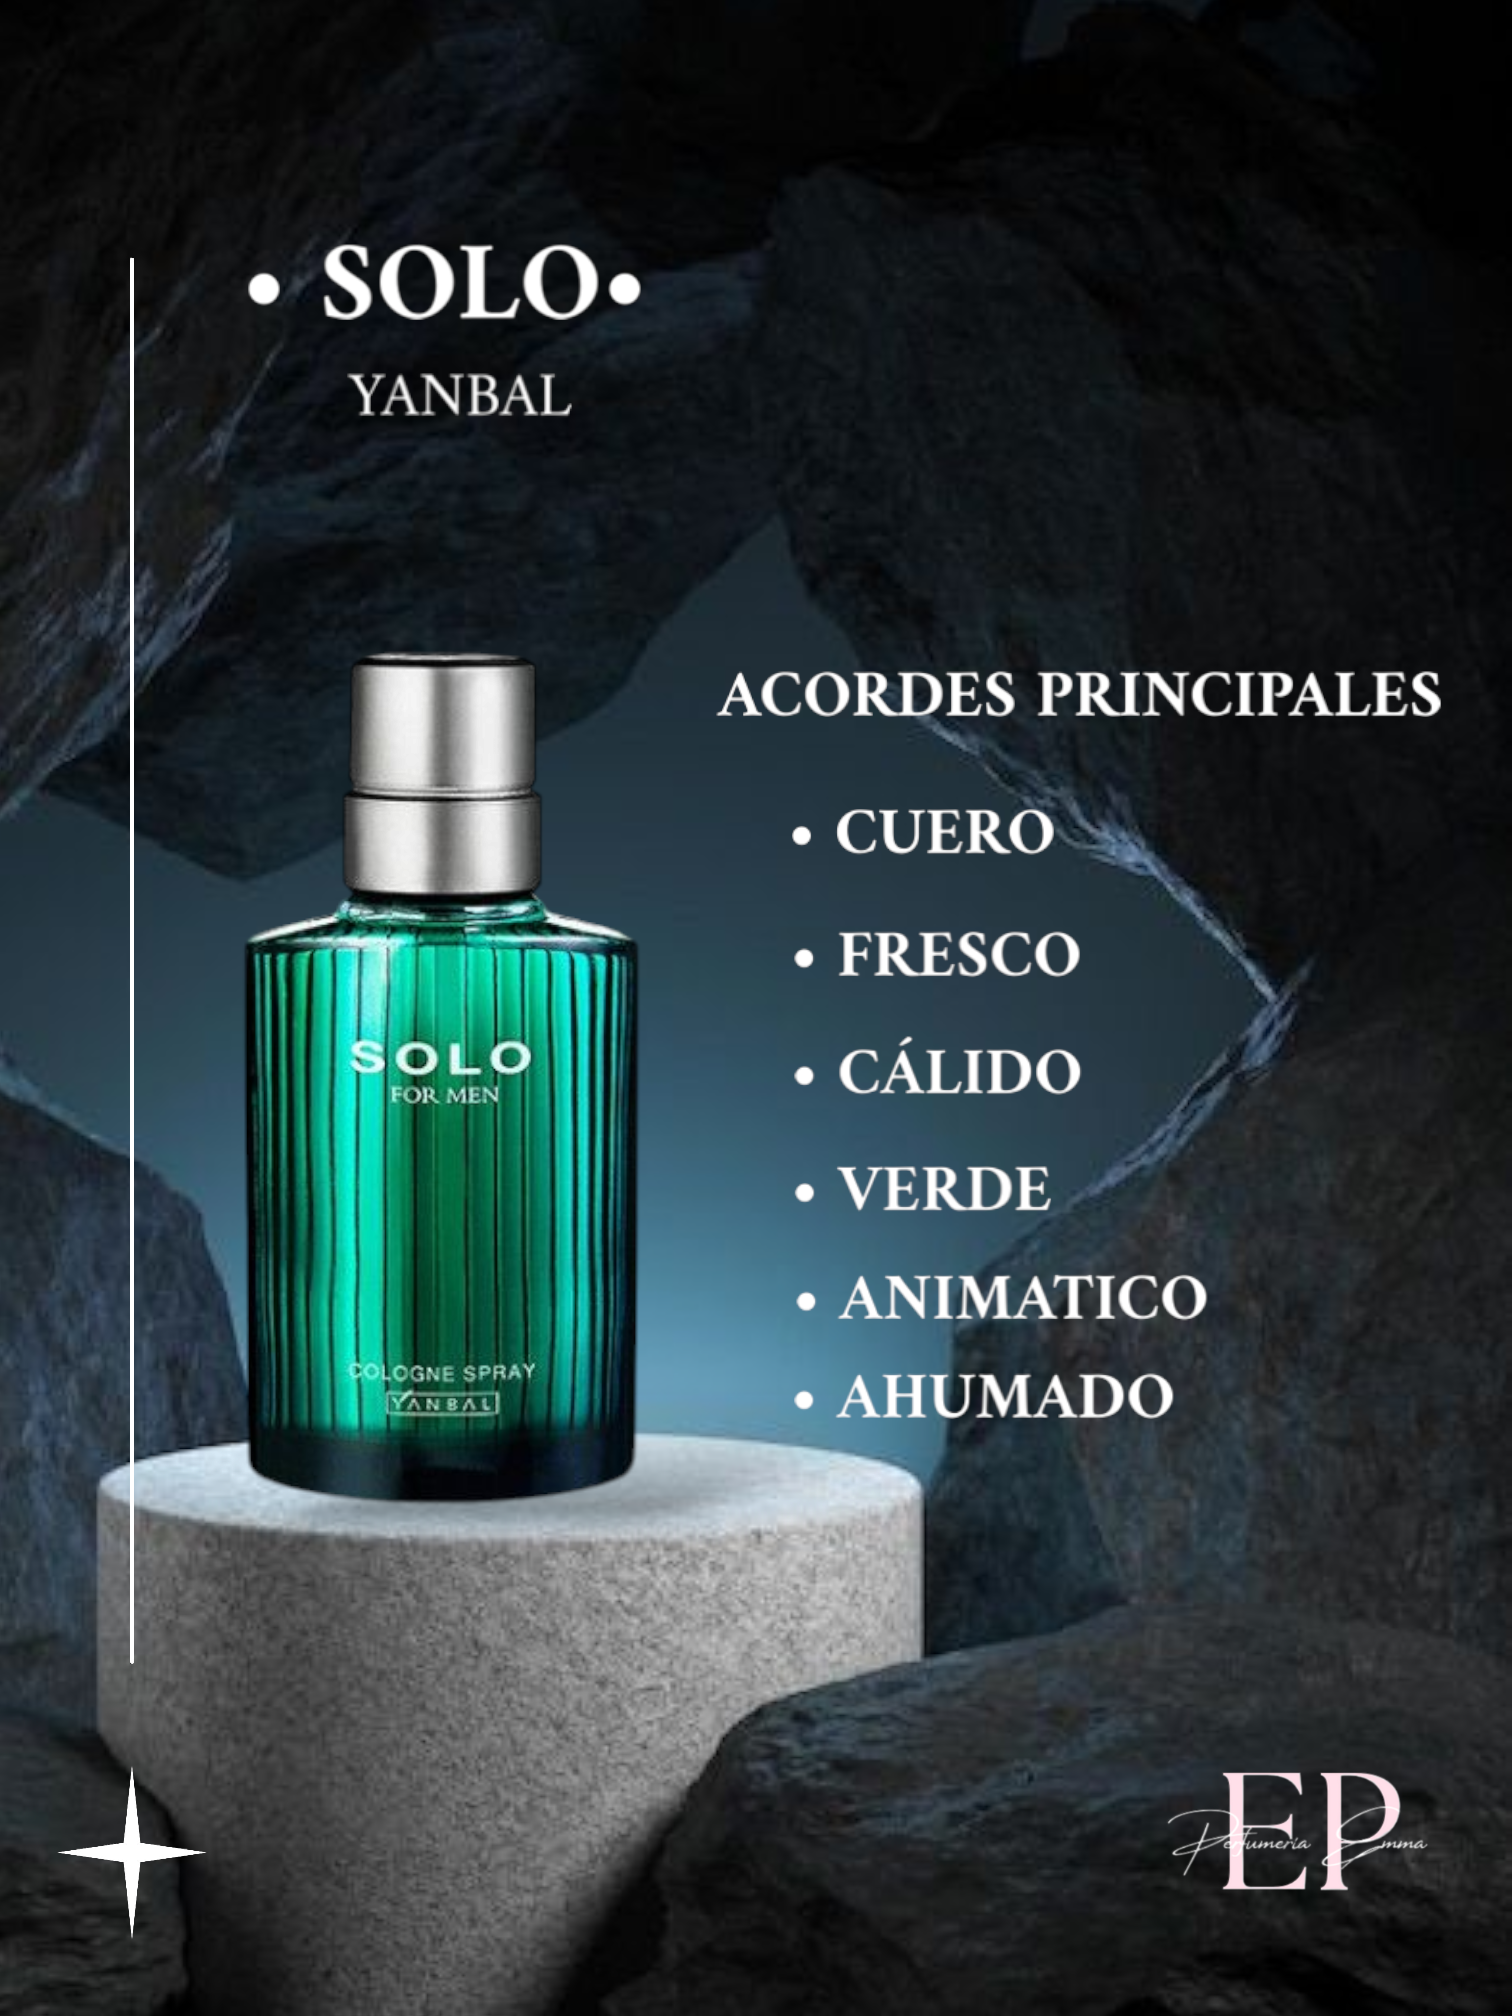 • SOLO•
YANBAL
ACORDES PRINCIPALES
• CUERO
• FRESCO
• CÁLIDO
• VERDE
• ANIMATICO
• AHUMADO
SOLO
FOR MEN
COLOGNE SPRAY
YANBAL
EP
Perfumeria Emma